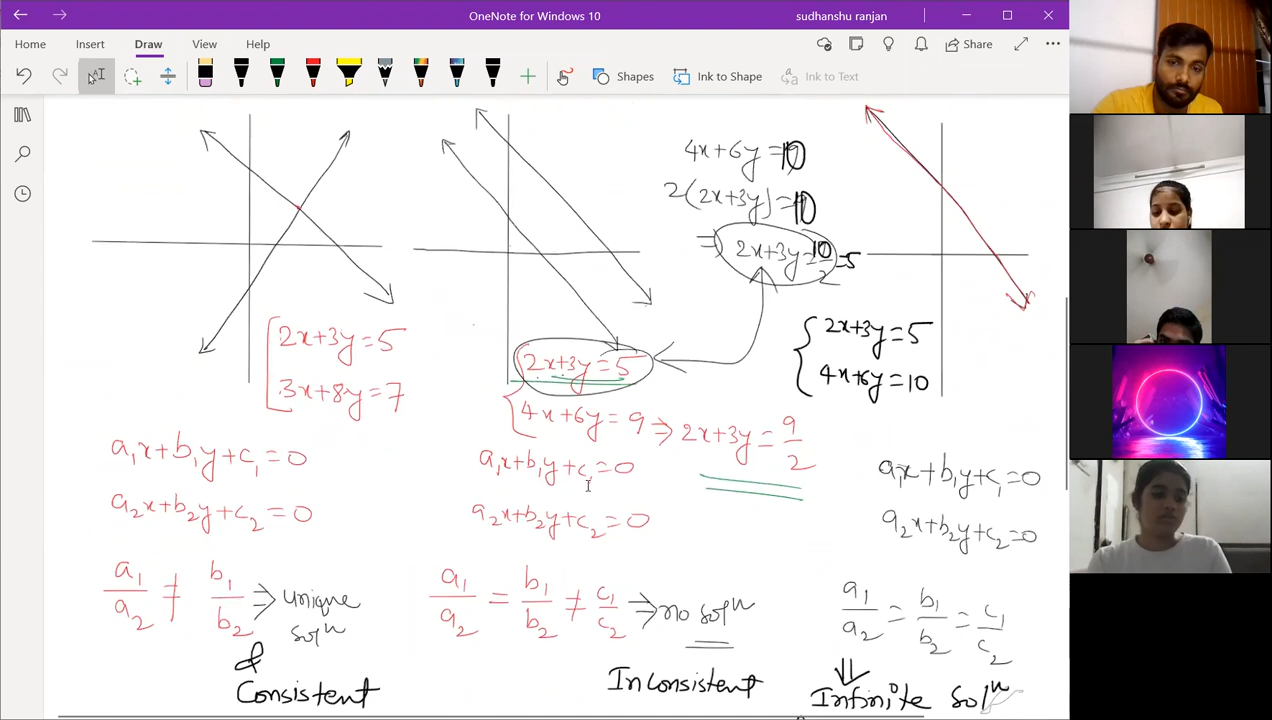 OneNote for Windows 10
sudhanshu ranjan
Home Insert Draw View Help
Share
Shapes
Ink to Shape
Ink to Text
4x+6y=10
2(2x+3y)=10
⇒ 2x+3y=10/2=5
2x+3y=5
3x+8y=7
a₁x+b₁y+c₁=0
a₂x+b₂y+c₂=0
a₁/a₂ ≠ b₁/b₂ ⇒ unique
solⁿ
&
Consistent
2x+3y=5
4x+6y=9 ⇒ 2x+3y=9/2
a₁x+b₁y+c₁=0
a₂x+b₂y+c₂=0
a₁/a₂ = b₁/b₂ ≠ c₁/c₂ ⇒ no solⁿ
Inconsistent
2x+3y=5
4x+6y=10
a₁x+b₁y+c₁=0
a₂x+b₂y+c₂=0
a₁/a₂ = b₁/b₂ = c₁/c₂
⇓
Infinite solⁿ